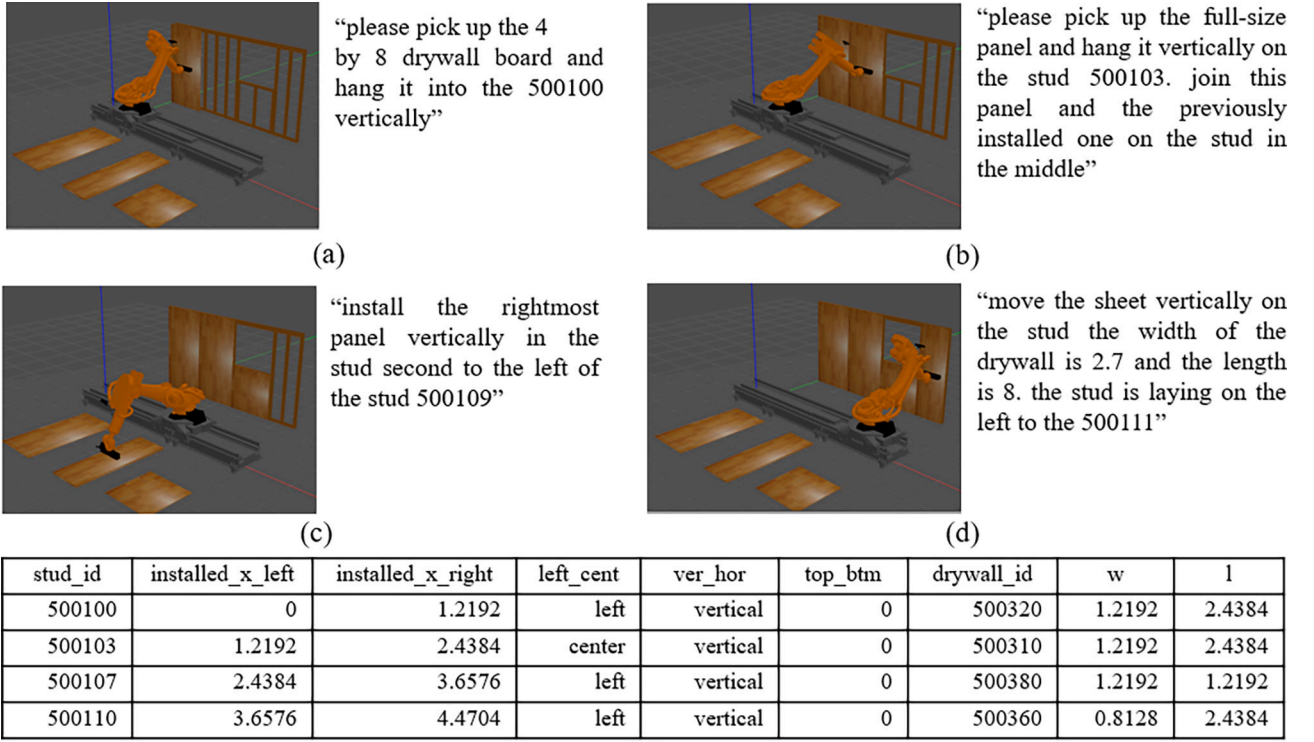 “please pick up the 4
by 8 drywall board and
hang it into the 500100
vertically”
(a)
“please pick up the full-size
panel and hang it vertically on
the stud 500103. join this
panel and the previously
installed one on the stud in
the middle”
(b)
“install the rightmost
panel vertically in the
stud second to the left of
the stud 500109”
(c)
“move the sheet vertically on
the stud the width of the
drywall is 2.7 and the length
is 8. the stud is laying on the
left to the 500111”
(d)
stud_id installed_x_left installed_x_right left_cent ver_hor top_btm drywall_id w l
500100 0 1.2192 left vertical 0 500320 1.2192 2.4384
500103 1.2192 2.4384 center vertical 0 500310 1.2192 2.4384
500107 2.4384 3.6576 left vertical 0 500380 1.2192 1.2192
500110 3.6576 4.4704 left vertical 0 500360 0.8128 2.4384